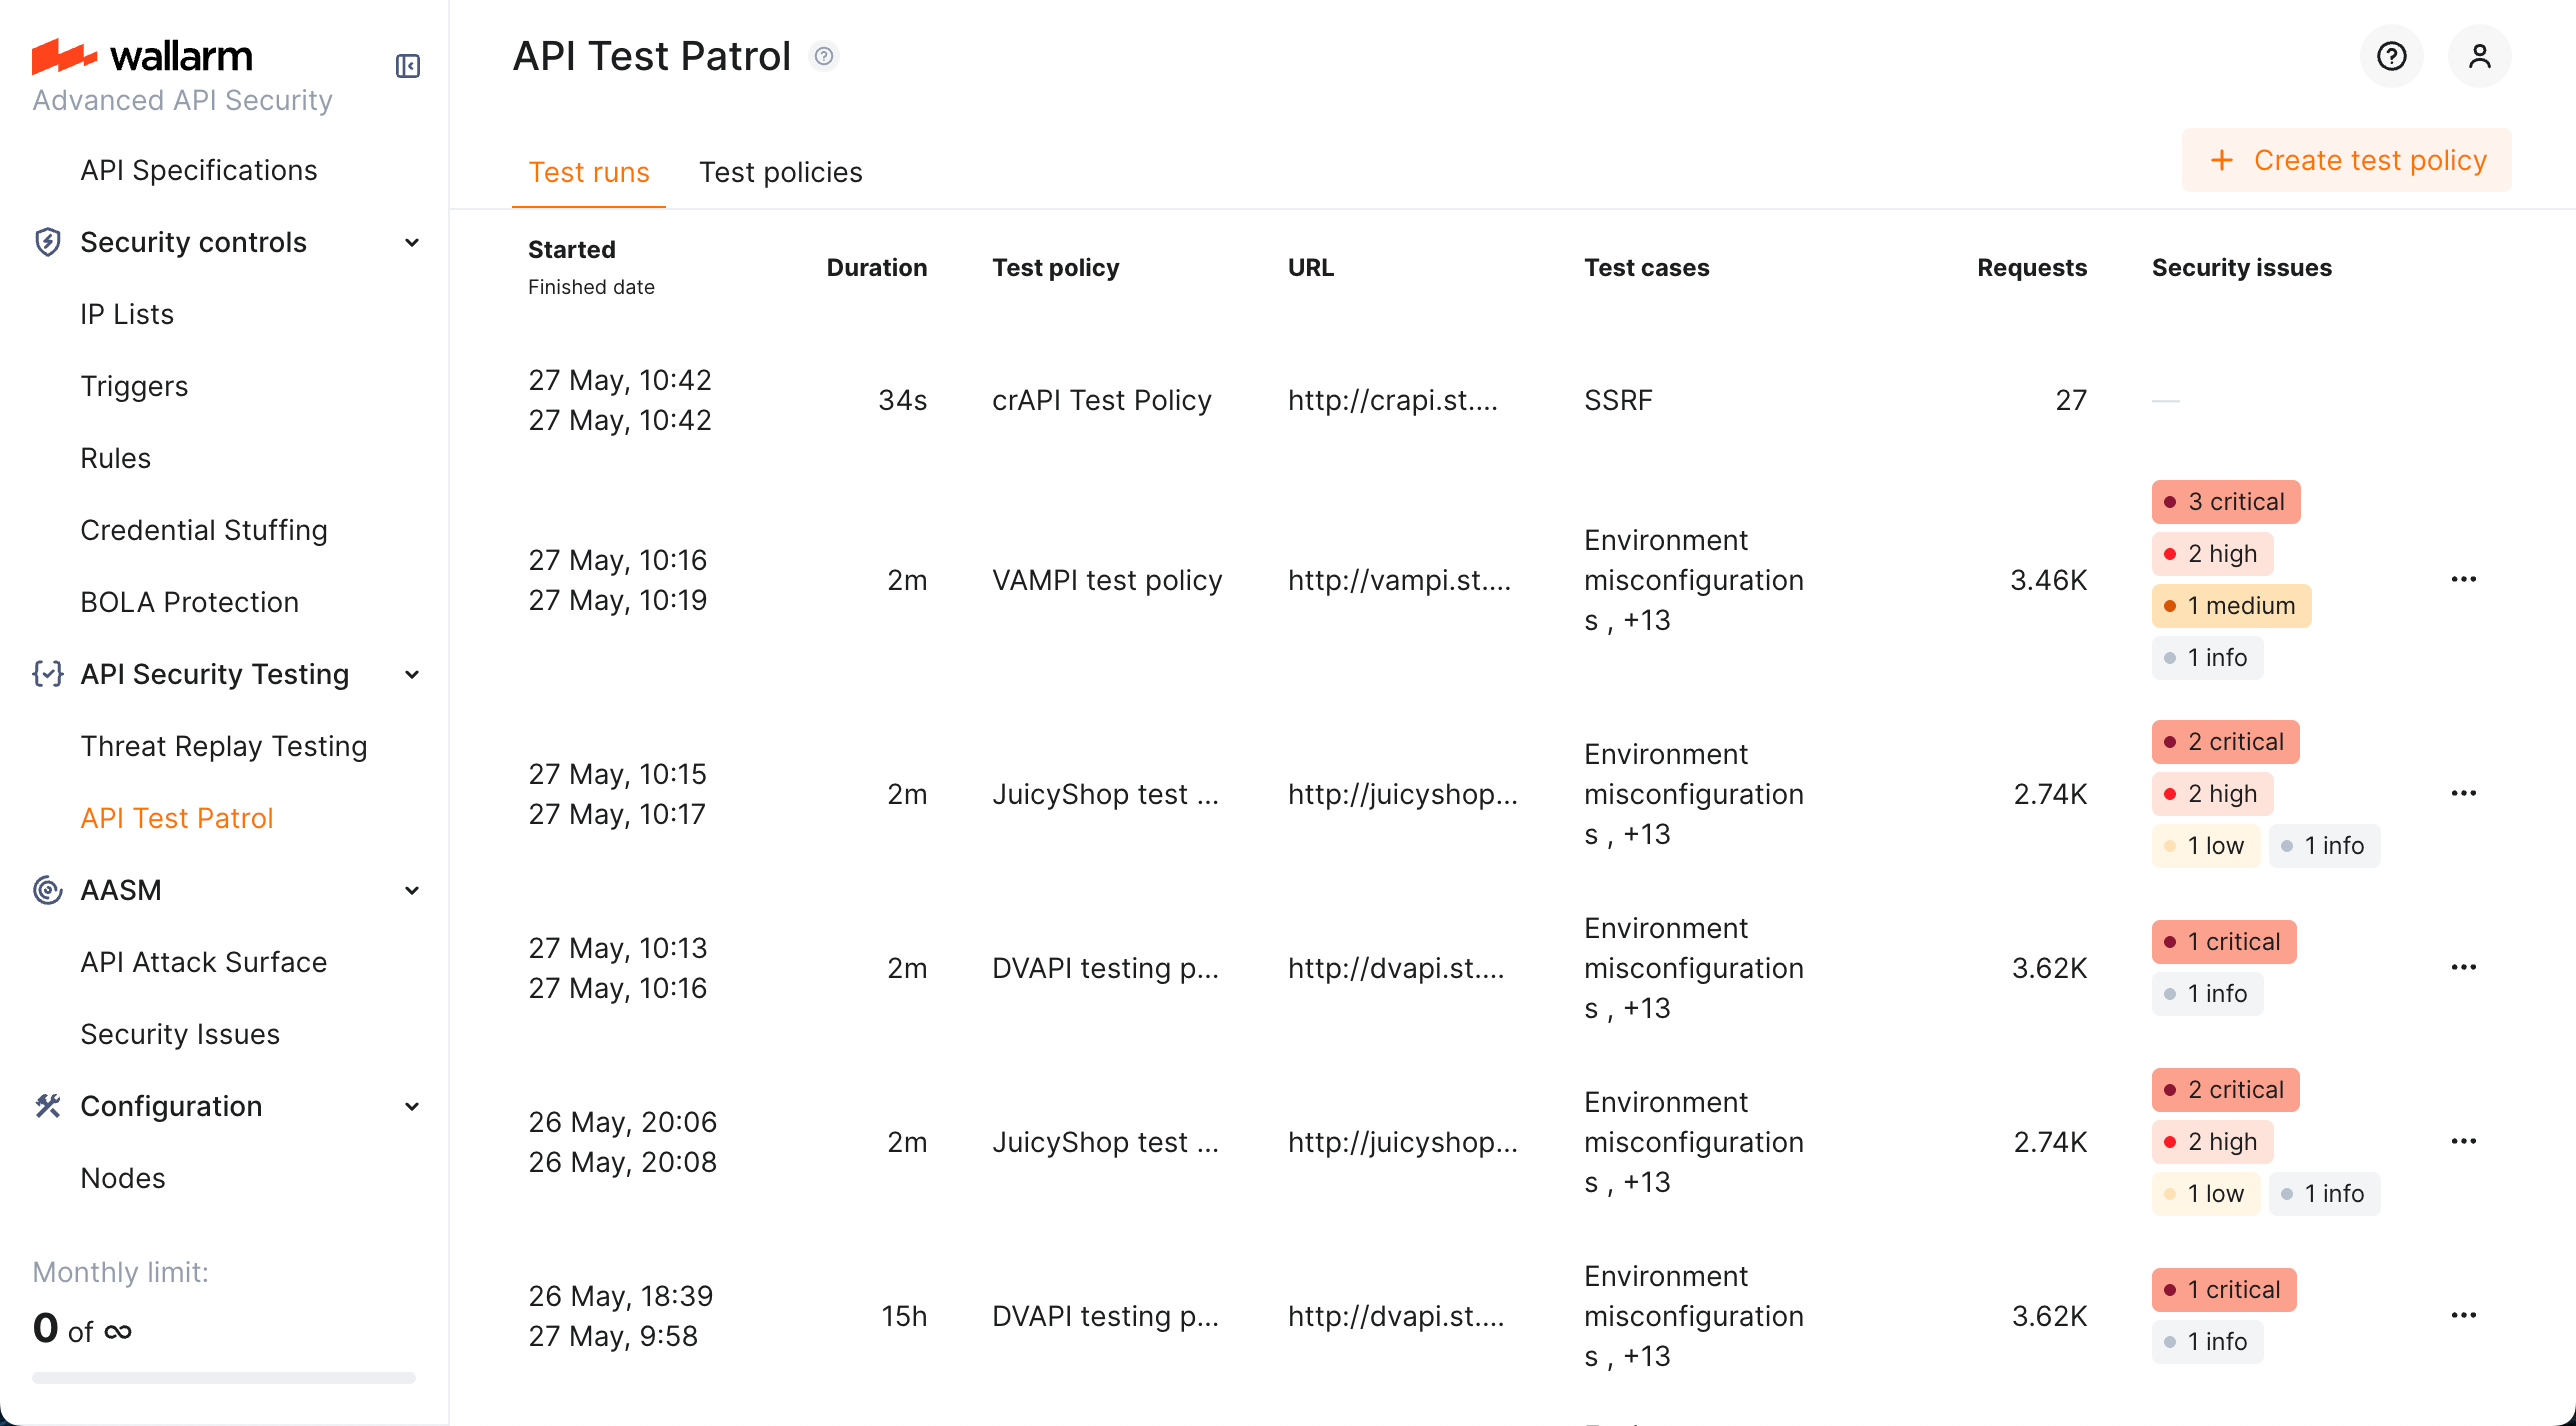 wallarm
Advanced API Security
API Specifications
Security controls
IP Lists
Triggers
Rules
Credential Stuffing
BOLA Protection
API Security Testing
Threat Replay Testing
API Test Patrol
AASM
API Attack Surface
Security Issues
Configuration
Nodes
Monthly limit:
0 of ∞
API Test Patrol
Test runs
Test policies
+ Create test policy
Started
Finished date
Duration
Test policy
URL
Test cases
Requests
Security issues
27 May, 10:42
27 May, 10:42
34s
crAPI Test Policy
http://crapi.st....
SSRF
27
—
27 May, 10:16
27 May, 10:19
2m
VAMPI test policy
http://vampi.st....
Environment
misconfiguration
s , +13
3.46K
3 critical
2 high
1 medium
1 info
27 May, 10:15
27 May, 10:17
2m
JuicyShop test ...
http://juicyshop...
Environment
misconfiguration
s , +13
2.74K
2 critical
2 high
1 low
1 info
27 May, 10:13
27 May, 10:16
2m
DVAPI testing p...
http://dvapi.st....
Environment
misconfiguration
s , +13
3.62K
1 critical
1 info
26 May, 20:06
26 May, 20:08
2m
JuicyShop test ...
http://juicyshop...
Environment
misconfiguration
s , +13
2.74K
2 critical
2 high
1 low
1 info
26 May, 18:39
27 May, 9:58
15h
DVAPI testing p...
http://dvapi.st....
Environment
misconfiguration
s , +13
3.62K
1 critical
1 info